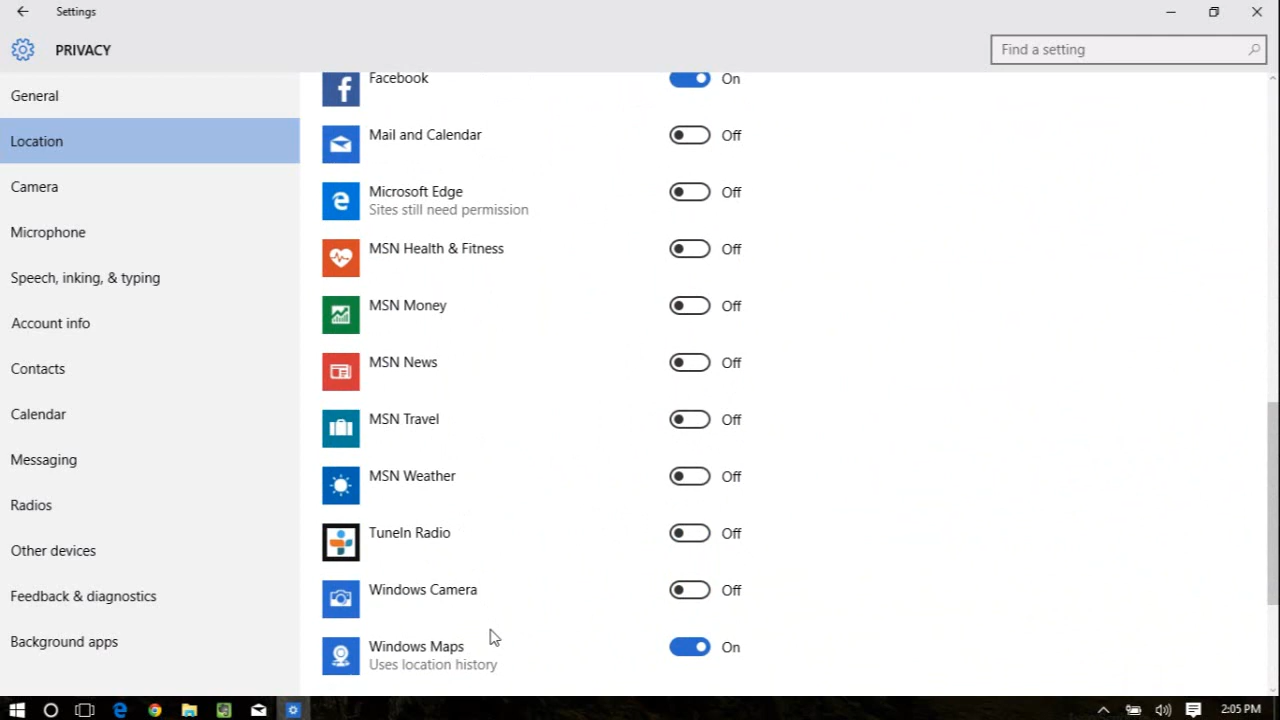 Settings
PRIVACY
Find a setting
General
Location
Camera
Microphone
Speech, inking, & typing
Account info
Contacts
Calendar
Messaging
Radios
Other devices
Feedback & diagnostics
Background apps
Facebook On
Mail and Calendar Off
Microsoft Edge Off
Sites still need permission
MSN Health & Fitness Off
MSN Money Off
MSN News Off
MSN Travel Off
MSN Weather Off
TuneIn Radio Off
Windows Camera Off
Windows Maps On
Uses location history
2:05 PM